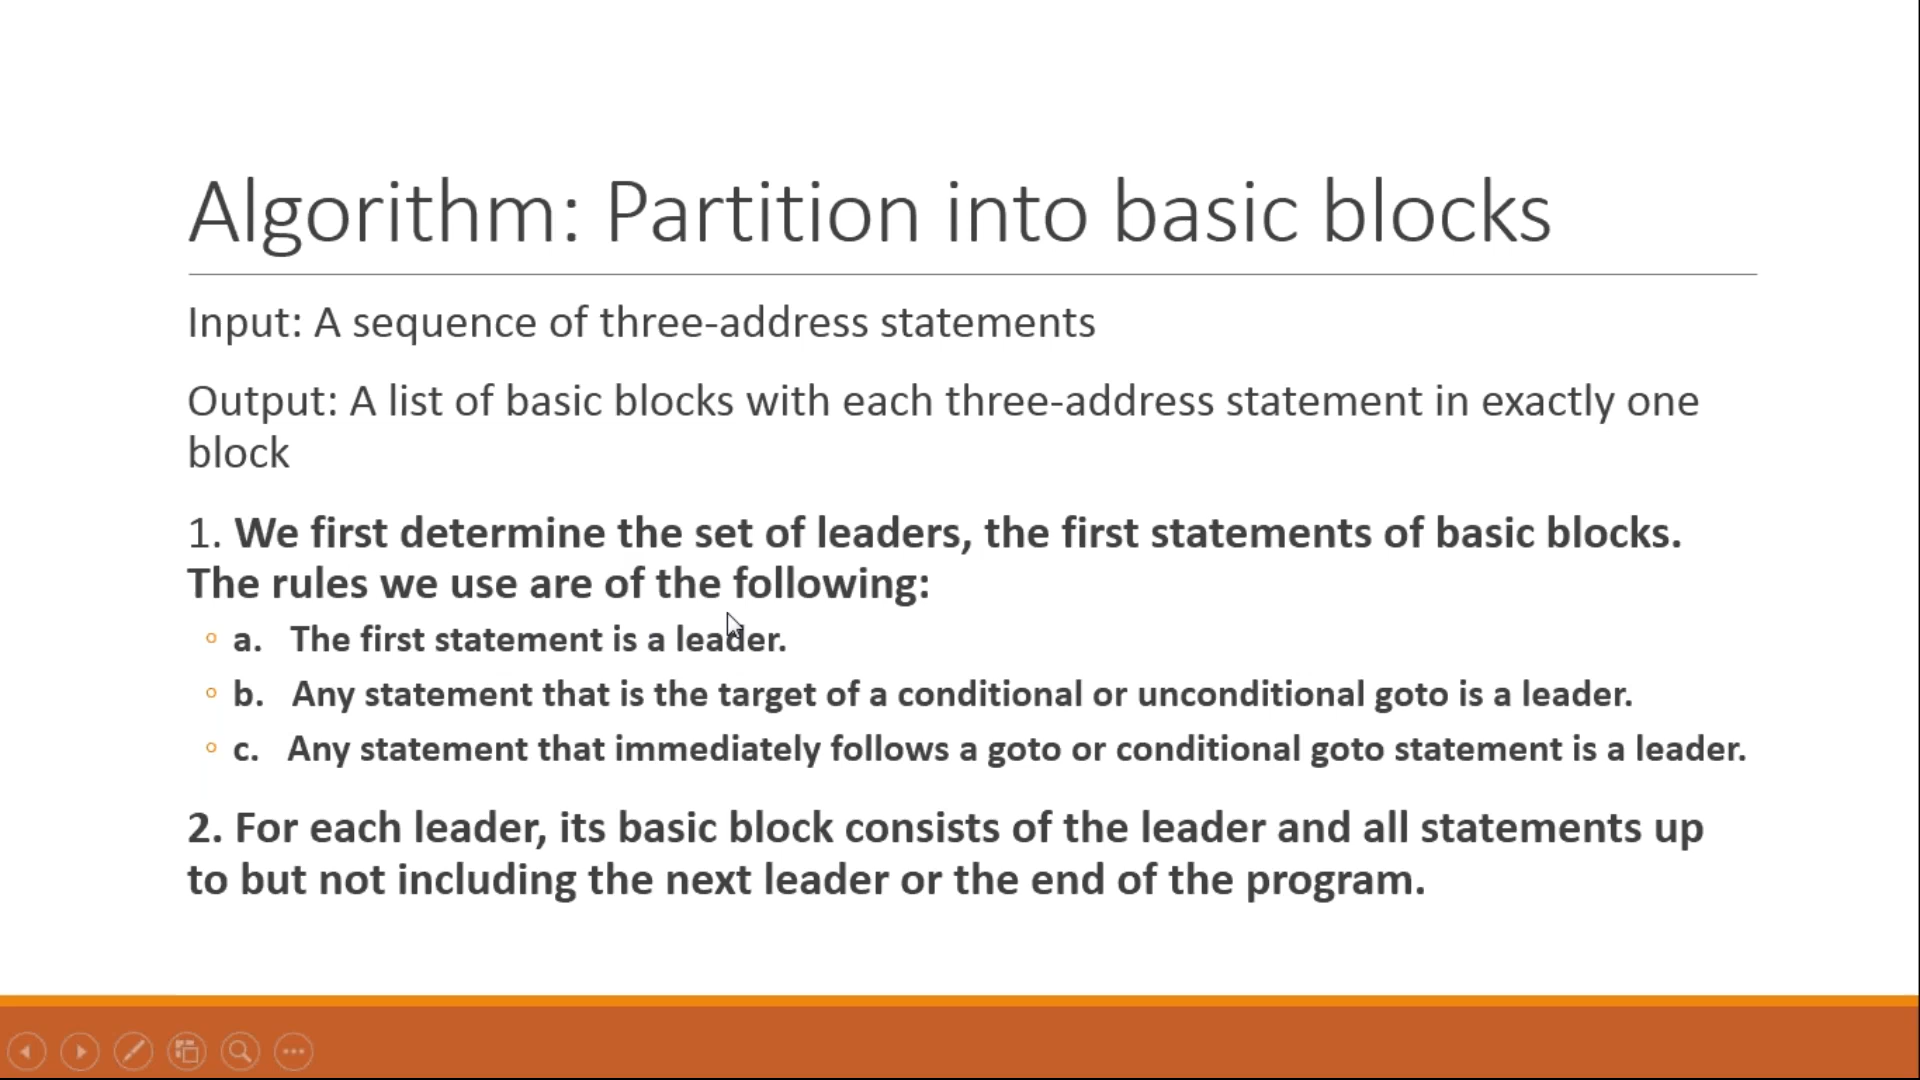 Algorithm: Partition into basic blocks
Input: A sequence of three-address statements
Output: A list of basic blocks with each three-address statement in exactly one
block
1. We first determine the set of leaders, the first statements of basic blocks.
The rules we use are of the following:
a. The first statement is a leader.
b. Any statement that is the target of a conditional or unconditional goto is a leader.
c. Any statement that immediately follows a goto or conditional goto statement is a leader.
2. For each leader, its basic block consists of the leader and all statements up
to but not including the next leader or the end of the program.